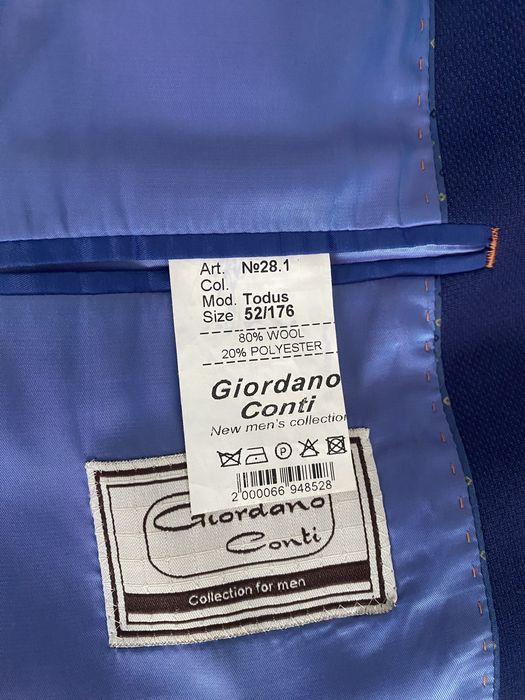 Art. №28.1
Col.
Mod. Todus
Size 52/176
80% WOOL
20% POLYESTER
Giordano
Conti
New men's collection
P
2 000066 948528
Giordano
Conti
Collection for men